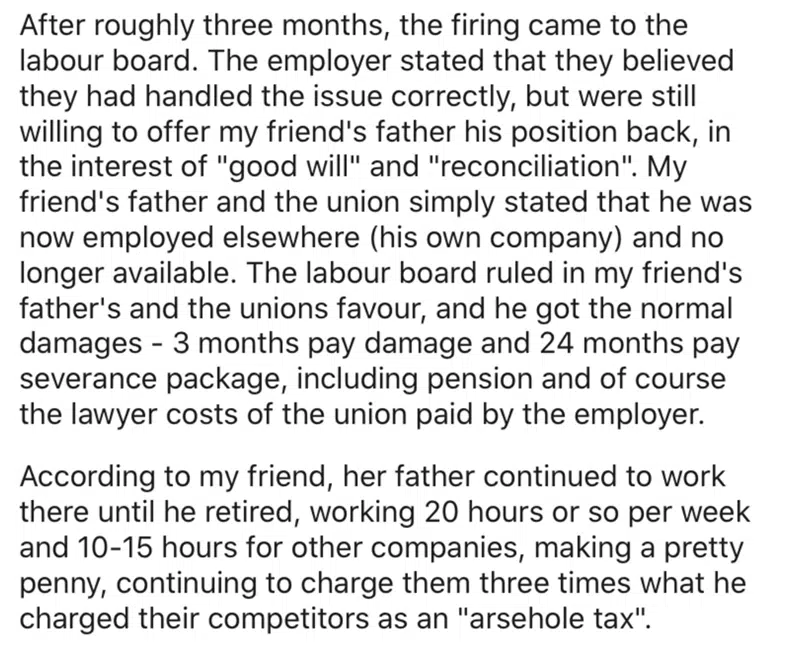 After roughly three months, the firing came to the
labour board. The employer stated that they believed
they had handled the issue correctly, but were still
willing to offer my friend's father his position back, in
the interest of "good will" and "reconciliation". My
friend's father and the union simply stated that he was
now employed elsewhere (his own company) and no
longer available. The labour board ruled in my friend's
father's and the unions favour, and he got the normal
damages - 3 months pay damage and 24 months pay
severance package, including pension and of course
the lawyer costs of the union paid by the employer.
According to my friend, her father continued to work
there until he retired, working 20 hours or so per week
and 10-15 hours for other companies, making a pretty
penny, continuing to charge them three times what he
charged their competitors as an "arsehole tax".